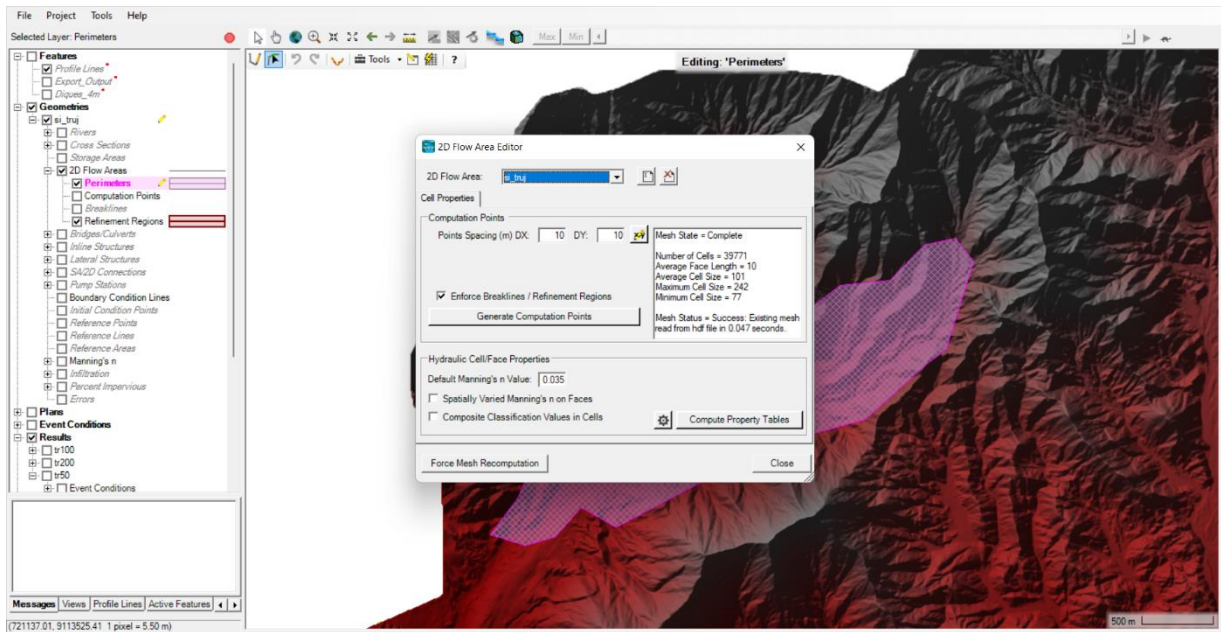 File Project Tools Help
Selected Layer: Perimeters
Max Min
Tools ?
Editing: 'Perimeters'
Features
Profile Lines
Export_Output
Diques_4m
Geometries
si_truj
Rivers
Cross Sections
Storage Areas
2D Flow Areas
Perimeters
Computation Points
Breaklines
Refinement Regions
Bridges/Culverts
Inline Structures
Lateral Structures
SA/2D Connections
Pump Stations
Boundary Condition Lines
Initial Condition Points
Reference Points
Reference Lines
Reference Areas
Manning's n
Infiltration
Percent Impervious
Errors
Plans
Event Conditions
Results
tr100
tr200
tr50
Event Conditions
Messages Views Profile Lines Active Features
(721137.01, 9113525.41 1 pixel = 5.50 m)
2D Flow Area Editor
2D Flow Area: si_truj
Cell Properties
Computation Points
Points Spacing (m) DX: 10 DY: 10
Enforce Breaklines / Refinement Regions
Generate Computation Points
Mesh State = Complete
Number of Cells = 39771
Average Face Length = 10
Average Cell Size = 101
Maximum Cell Size = 242
Minimum Cell Size = 77
Mesh Status = Success: Existing mesh
read from hdf file in 0.047 seconds.
Hydraulic Cell/Face Properties
Default Manning's n Value: 0.035
Spatially Varied Manning's n on Faces
Composite Classification Values in Cells
Compute Property Tables
Force Mesh Recomputation
Close
500 m